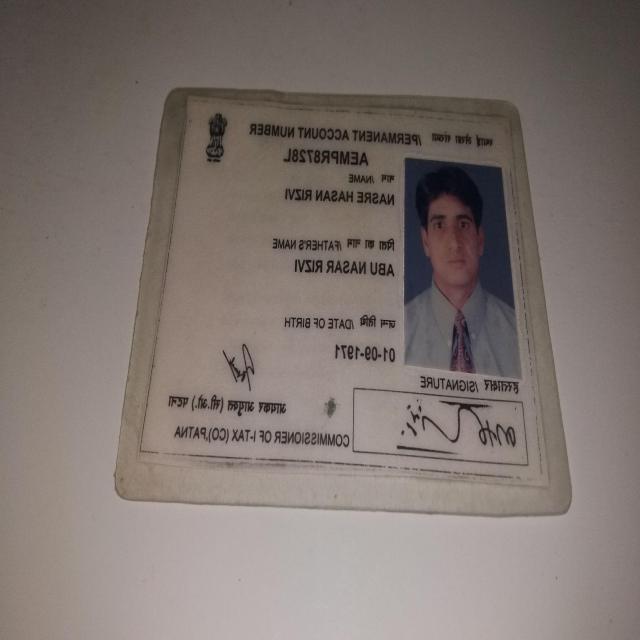 स्थाई लेखा संख्या /PERMANENT ACCOUNT NUMBER
AEMPR8728L
नाम /NAME
NASRE HASAN RIZVI
पिता का नाम /FATHER'S NAME
ABU NASAR RIZVI
जन्म तिथि /DATE OF BIRTH
01-09-1971
हस्ताक्षर /SIGNATURE
आयकर आयुक्त (सी.ओ.) पटना
COMMISSIONER OF I-TAX (CO),PATNA